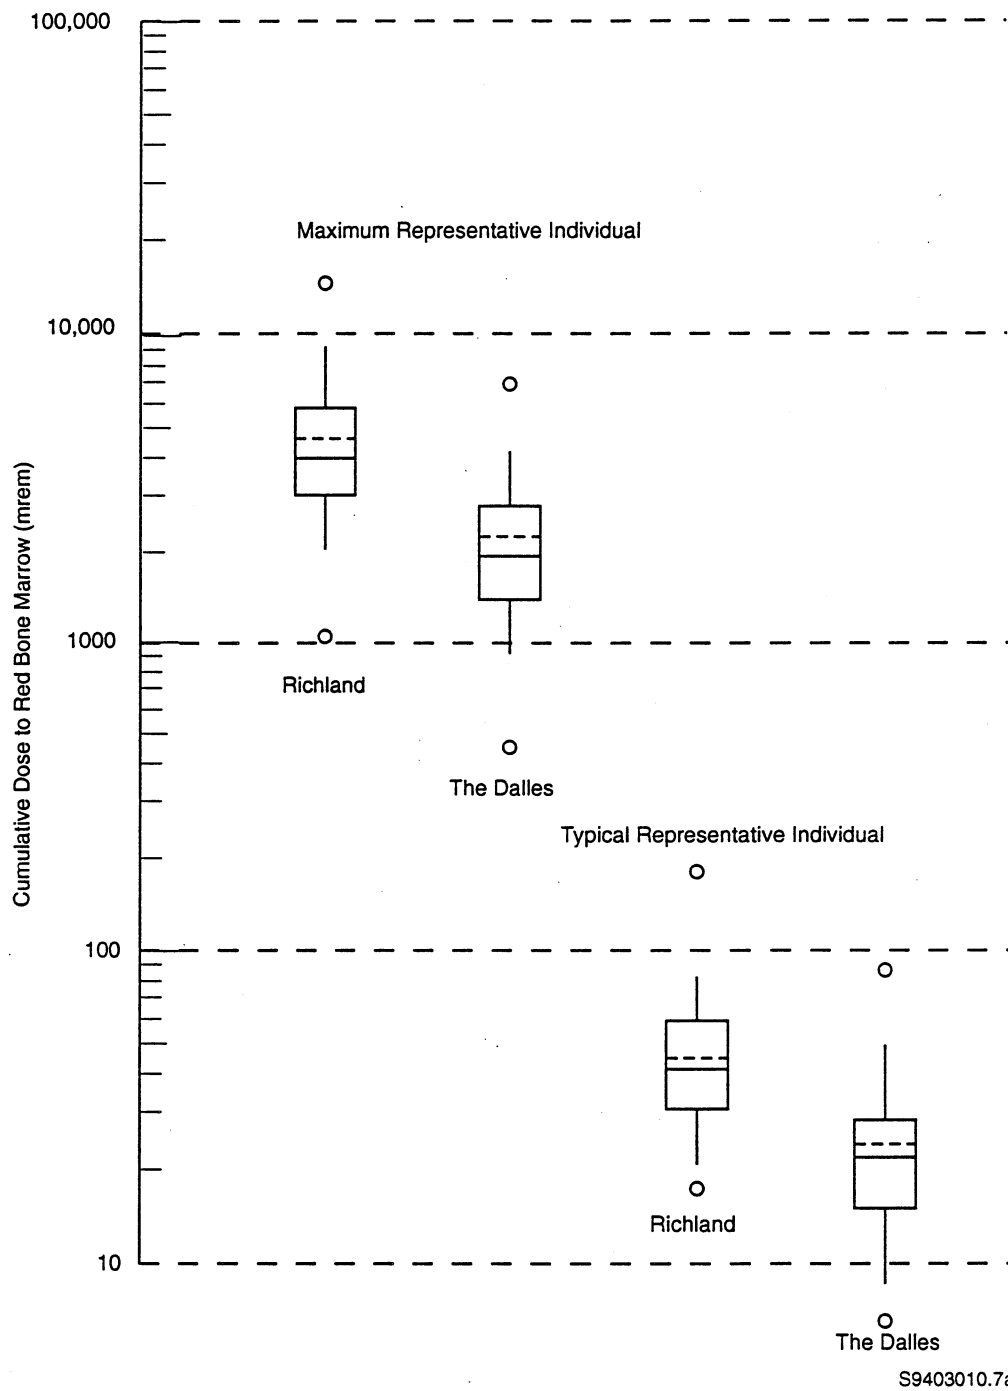 100,000
Maximum Representative Individual
10,000
Cumulative Dose to Red Bone Marrow (mrem)
1000
Richland
The Dalles
Typical Representative Individual
100
Richland
10
The Dalles